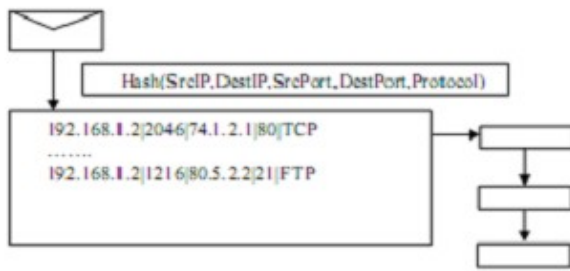 Hash(SrcIP,DestIP,SrcPort,,DestPort,Protocol)
192.168.1.2|2046|74.1.2.1|80||TCP
.......
192.168.1.2|1216|80.5.2.2|21||FTP